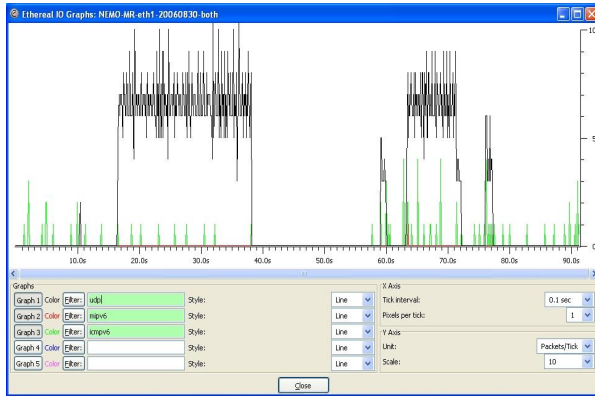 Ethereal IO Graphs: NEMO-MR-eth1-20060830-both
10
5
0
10.0s 20.0s 30.0s 40.0s 50.0s 60.0s 70.0s 80.0s 90.0s
Graphs
X Axis
Graph 1 Color Filter: udp Style: Line
Tick interval: 0.1 sec
Graph 2 Color Filter: mipv6 Style: Line
Pixels per tick: 1
Graph 3 Color Filter: icmpv6 Style: Line
Y Axis
Graph 4 Color Filter: Style: Line
Unit: Packets/Tick
Graph 5 Color Filter: Style: Line
Scale: 10
Close